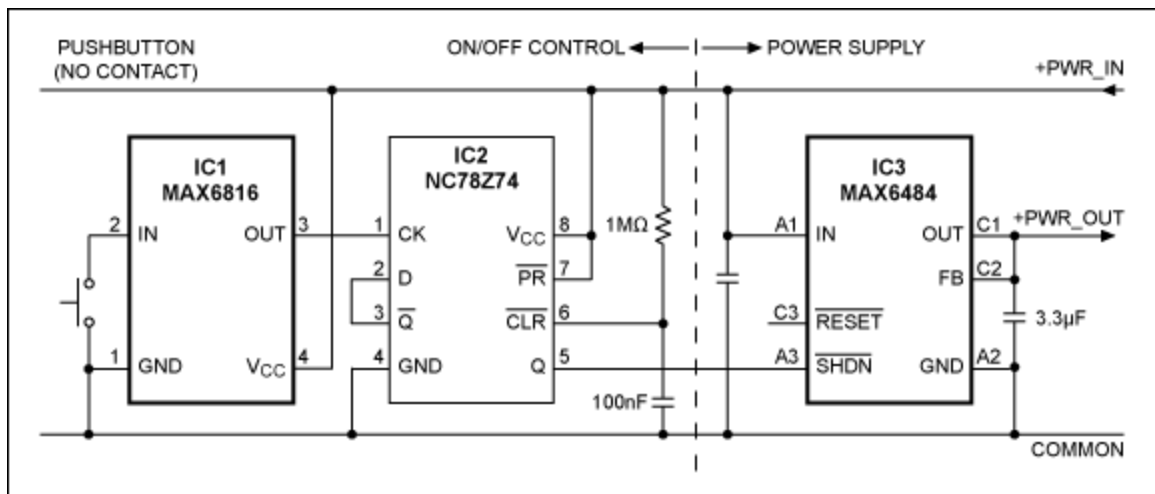 PUSHBUTTON
(NO CONTACT)
ON/OFF CONTROL
POWER SUPPLY
+PWR_IN
IC1
MAX6816
2
IN
OUT
3
1
GND
VCC
4
IC2
NC78Z74
1
CK
VCC
8
2
D
PR
7
3
Q
CLR
6
4
GND
Q
5
1MΩ
100nF
IC3
MAX6484
A1
IN
OUT
C1
+PWR_OUT
FB
C2
C3
RESET
3.3µF
A3
SHDN
GND
A2
COMMON